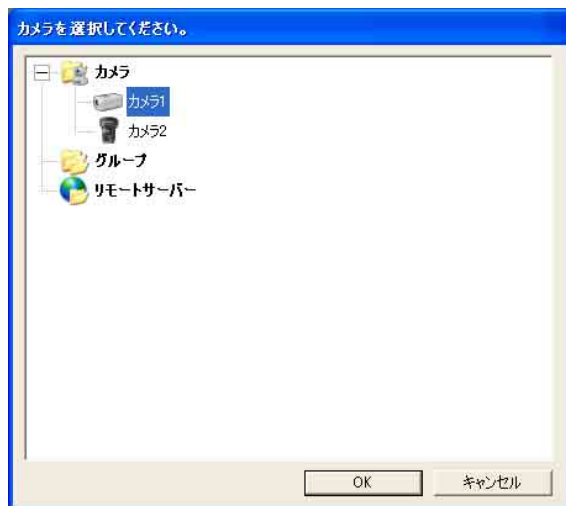 カメラを選択してください。
カメラ
カメラ1
カメラ2
グループ
リモートサーバー
OK
キャンセル